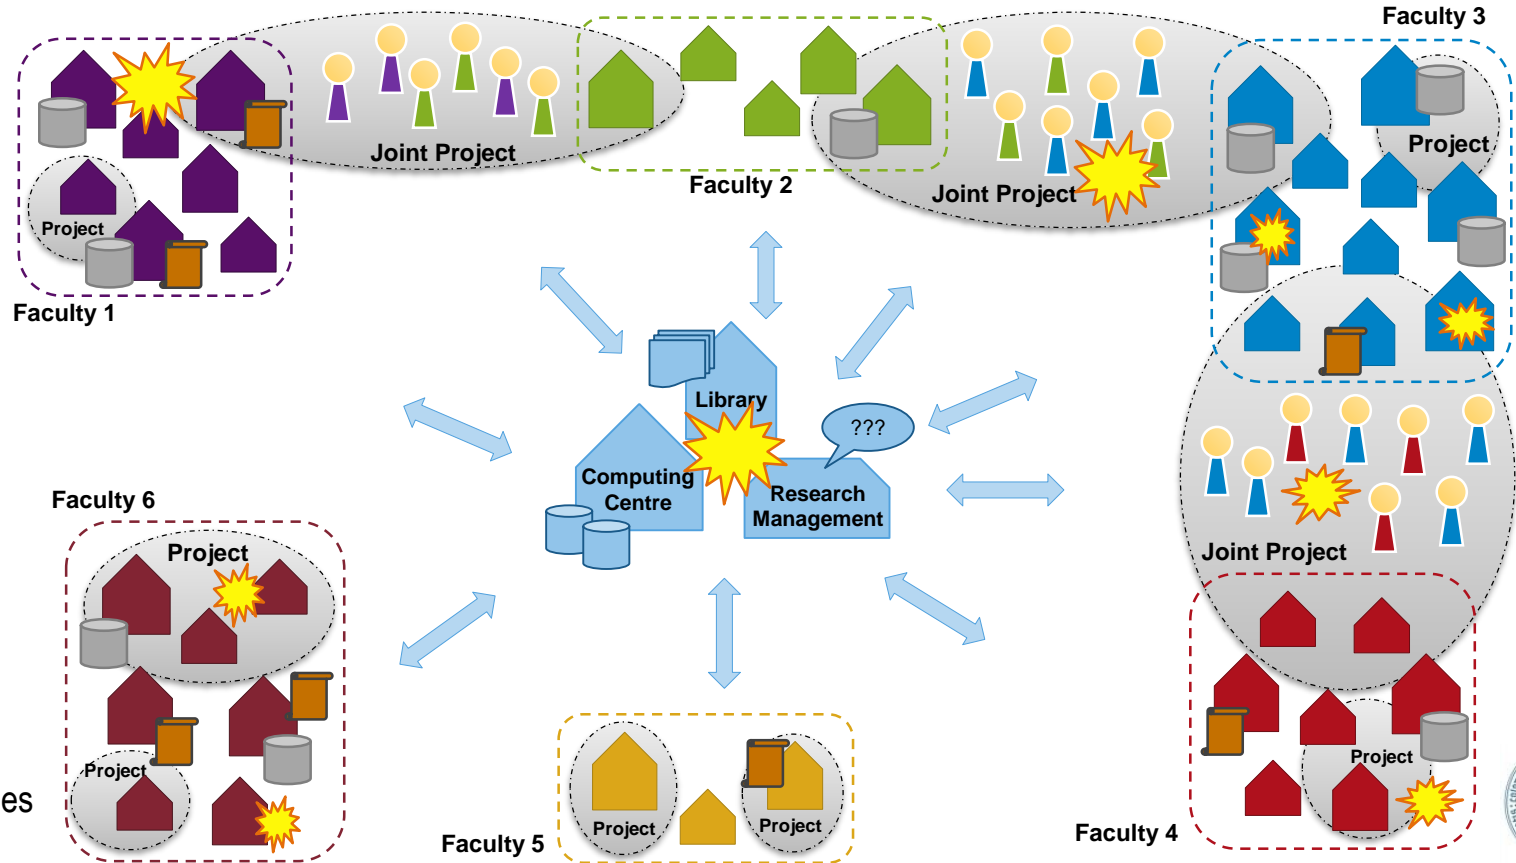 Faculty 3
Joint Project
Project
Faculty 2
Joint Project
Project
Faculty 1
Library
???
Computing
Centre
Research
Management
Faculty 6
Project
Joint Project
Project
Project
es
Project
Project
Faculty 5
Faculty 4